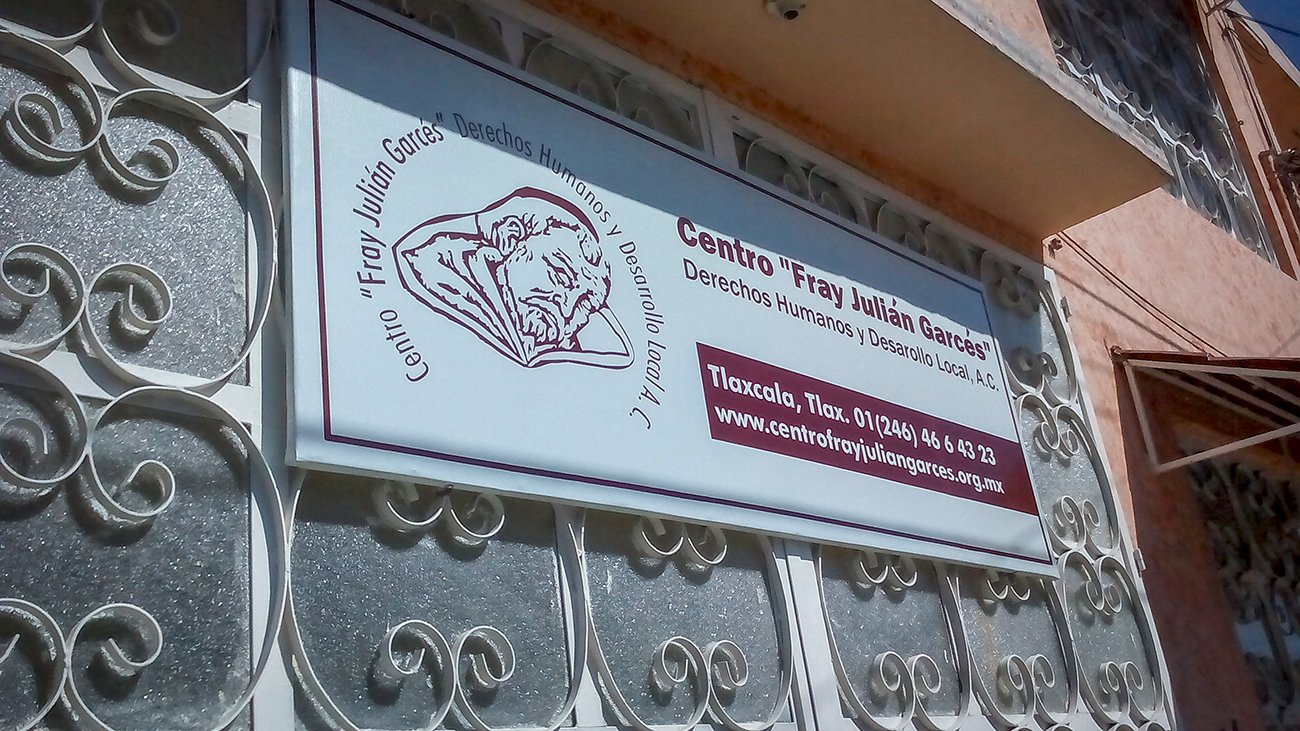 Centro "Fray Julián Garcés" Derechos Humanos y Desarrollo Local A. C
Centro "Fray Julián Garcés"
Derechos Humanos y Desarollo Local, A.C.
Tlaxcala, Tlax. 01(246) 46 6 43 23
www.centrofrayjuliangarces.org.mx